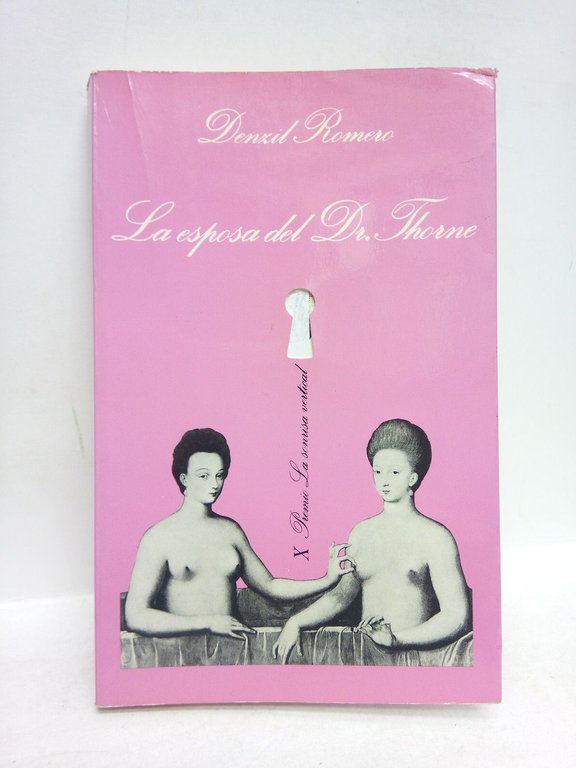 Denzil Romero
La esposa del Dr. Thorne
X Premio La sonrisa vertical